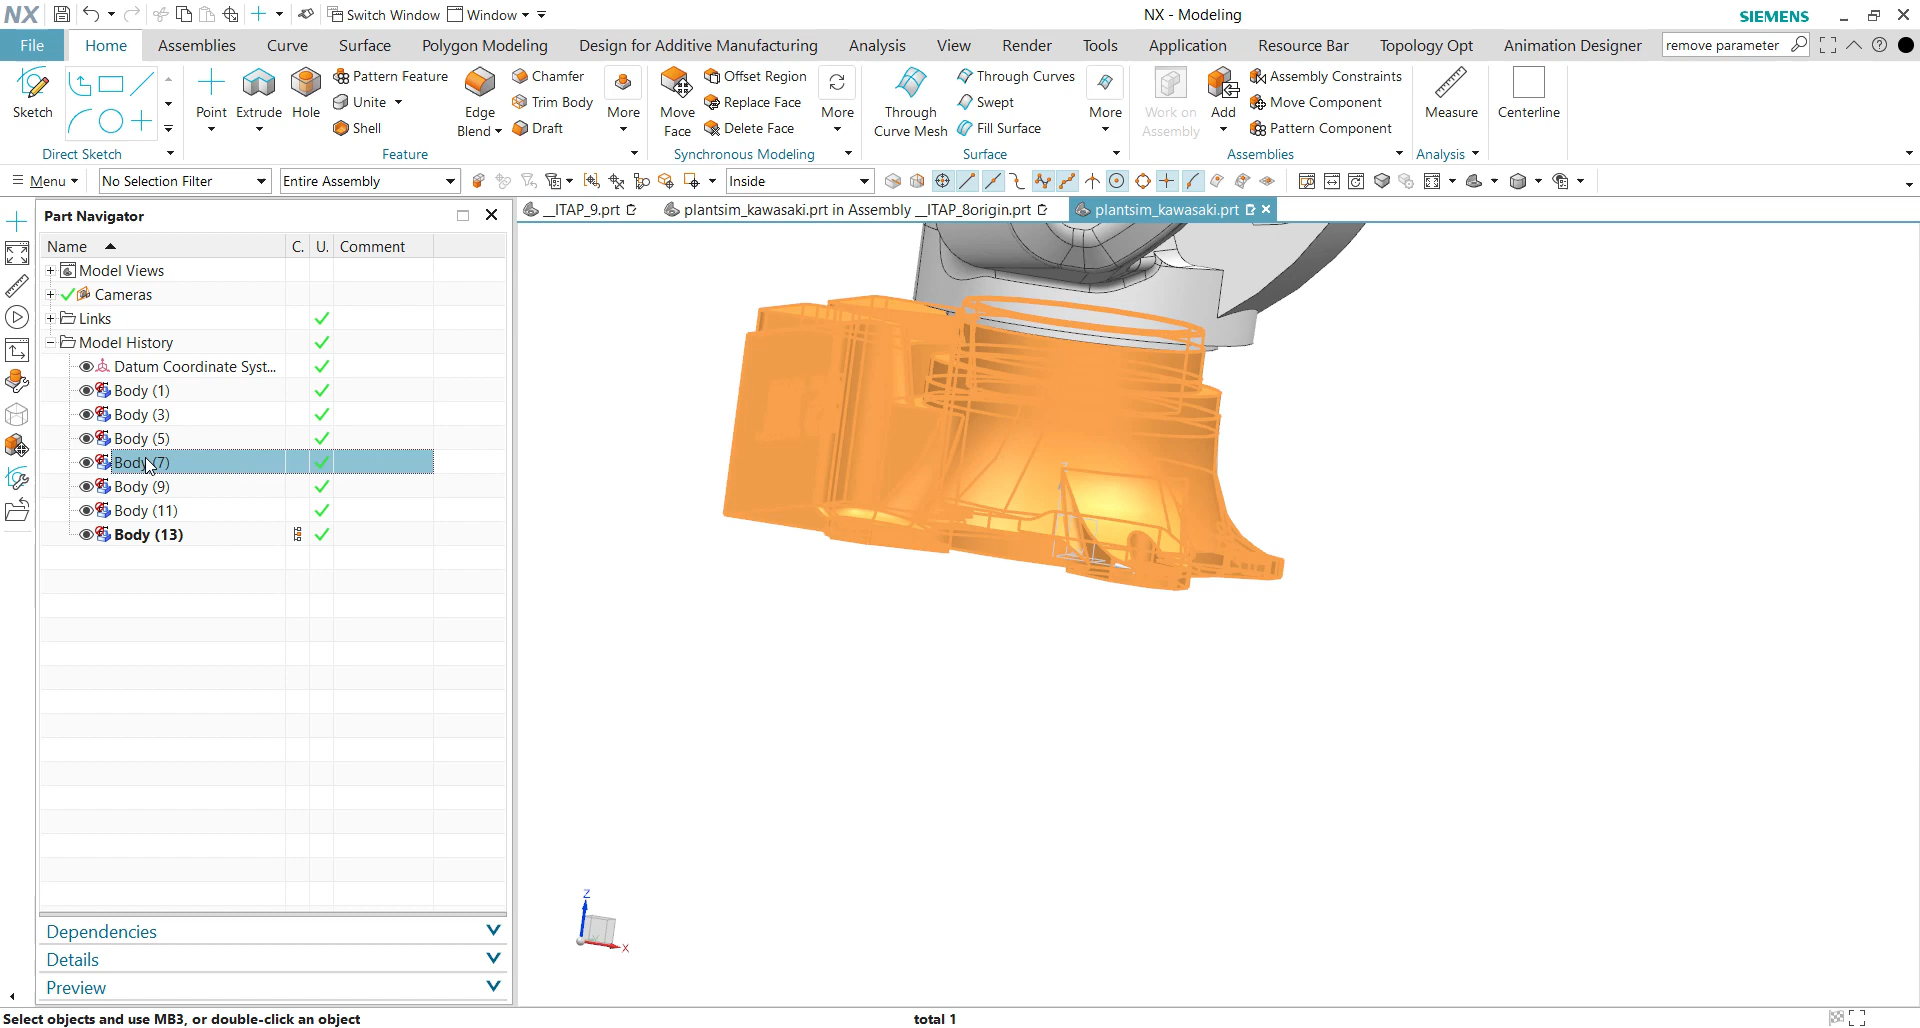 NX Switch Window Window NX - Modeling SIEMENS
File Home Assemblies Curve Surface Polygon Modeling Design for Additive Manufacturing Analysis View Render Tools Application Resource Bar Topology Opt Animation Designer remove parameter
Sketch Point Extrude Hole Pattern Feature Unite Shell Edge Blend Chamfer Trim Body Draft More Move Face Offset Region Replace Face Delete Face More Through Curve Mesh Through Curves Swept Fill Surface More Work on Assembly Add Assembly Constraints Move Component Pattern Component Measure Centerline
Direct Sketch Feature Synchronous Modeling Surface Assemblies Analysis
Menu No Selection Filter Entire Assembly Inside
Part Navigator __ITAP_9.prt plantsim_kawasaki.prt in Assembly __ITAP_8origin.prt plantsim_kawasaki.prt
Name C. U. Comment
Model Views
Cameras
Links
Model History
Datum Coordinate Syst...
Body (1)
Body (3)
Body (5)
Body (7)
Body (9)
Body (11)
Body (13)
Z
X
Dependencies
Details
Preview
Select objects and use MB3, or double-click an object total 1